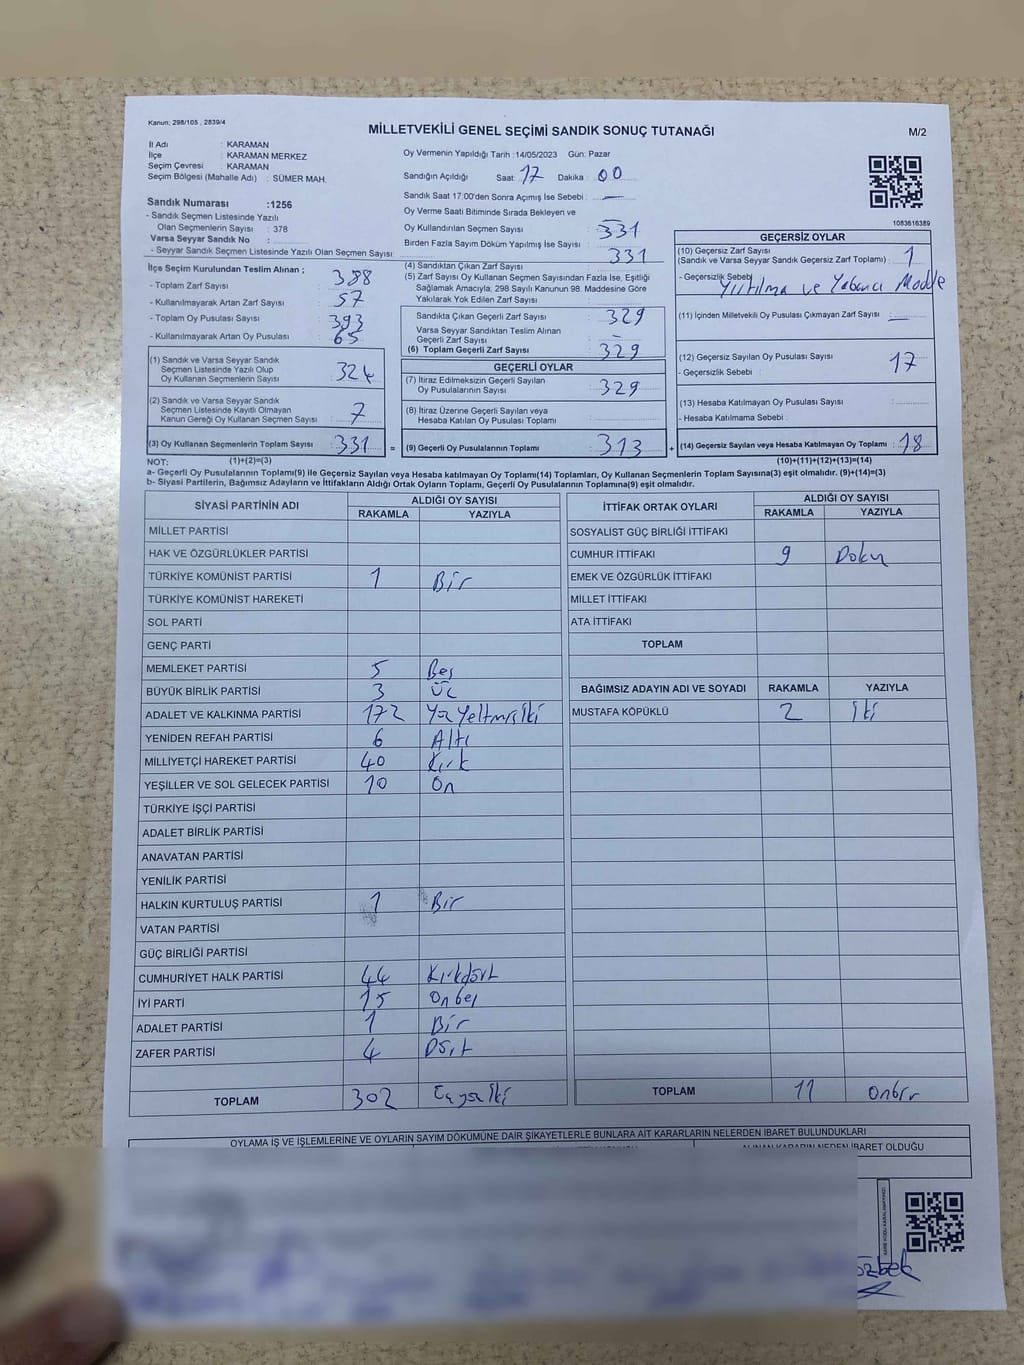 Kanun; 298/105 , 2839/4
MİLLETVEKİLİ GENEL SEÇİMİ SANDIK SONUÇ TUTANAĞI
M/2
İl Adı : KARAMAN
İlçe : KARAMAN MERKEZ
Seçim Çevresi : KARAMAN
Seçim Bölgesi (Mahalle Adı) : SÜMER MAH.
Oy Vermenin Yapıldığı Tarih :14/05/2023 Gün: Pazar
Sandığın Açıldığı Saat: 17 Dakika : 00
Sandık Saat 17:00'den Sonra Açımış İse Sebebi : —
Oy Verme Saati Bitiminde Sırada Bekleyen ve
Oy Kullandırılan Seçmen Sayısı : —
Birden Fazla Sayım Döküm Yapılmış İse Sayısı : 331
Sandık Numarası :1256
- Sandık Seçmen Listesinde Yazılı
Olan Seçmenlerin Sayısı : 378
Varsa Seyyar Sandık No :
- Seyyar Sandık Seçmen Listesinde Yazılı Olan Seçmen Sayısı:
1083616389
İlçe Seçim Kurulundan Teslim Alınan ;
- Toplam Zarf Sayısı : 388
- Kullanılmayarak Artan Zarf Sayısı : 57
- Toplam Oy Pusulası Sayısı : 393
- Kullanılmayarak Artan Oy Pusulası : 65
(1) Sandık ve Varsa Seyyar Sandık
Seçmen Listesinde Yazılı Olup
Oy Kullanan Seçmenlerin Sayısı : 324
(2) Sandık ve Varsa Seyyar Sandık
Seçmen Listesinde Kayıtlı Olmayan
Kanun Gereği Oy Kullanan Seçmen Sayısı : 7
(3) Oy Kullanan Seçmenlerin Toplam Sayısı : 331 =
(4) Sandıktan Çıkan Zarf Sayısı : 331
(5) Zarf Sayısı Oy Kullanan Seçmen Sayısından Fazla İse, Eşitliği
Sağlamak Amacıyla, 298 Sayılı Kanunun 98. Maddesine Göre
Yakılarak Yok Edilen Zarf Sayısı :
Sandıkta Çıkan Geçerli Zarf Sayısı : 329
Varsa Seyyar Sandıktan Teslim Alınan
Geçerli Zarf Sayısı : —
(6) Toplam Geçerli Zarf Sayısı : 329
GEÇERLİ OYLAR
(7) İtiraz Edilmeksizin Geçerli Sayılan
Oy Pusulalarının Sayısı : 329
(8) İtiraz Üzerine Geçerli Sayılan veya
Hesaba Katılan Oy Pusulaları Toplamı :
(9) Geçerli Oy Pusulalarının Toplamı : 313 +
GEÇERSİZ OYLAR
(10) Geçersiz Zarf Sayısı
(Sandık ve Varsa Seyyar Sandık Geçersiz Zarf Toplamı) : 1
- Geçersizlik Sebebi : Yırtılma ve Yabancı Madde
(11) İçinden Milletvekili Oy Pusulası Çıkmayan Zarf Sayısı : —
(12) Geçersiz Sayılan Oy Pusulası Sayısı : 17
- Geçersizlik Sebebi :
(13) Hesaba Katılmayan Oy Pusulası Sayısı :
- Hesaba Katılmama Sebebi :
(14) Geçersiz Sayılan veya Hesaba Katılmayan Oy Toplamı : 18
NOT: (1)+(2)=(3) (10)+(11)+(12)+(13)=(14)
a- Geçerli Oy Pusulalarının Toplamı(9) ile Geçersiz Sayılan veya Hesaba katılmayan Oy Toplamı(14) Toplamları, Oy Kullanan Seçmenlerin Toplam Sayısına(3) eşit olmalıdır. (9)+(14)=(3)
b- Siyasi Partilerin, Bağımsız Adayların ve İttifakların Aldığı Ortak Oyların Toplamı, Geçerli Oy Pusulalarının Toplamına(9) eşit olmalıdır.
SİYASİ PARTİNİN ADI ALDIĞI OY SAYISI
RAKAMLA YAZIYLA
MİLLET PARTİSİ
HAK VE ÖZGÜRLÜKLER PARTİSİ
TÜRKİYE KOMÜNİST PARTİSİ 1 Bir
TÜRKİYE KOMÜNİST HAREKETİ
SOL PARTİ
GENÇ PARTİ
MEMLEKET PARTİSİ 5 Beş
BÜYÜK BİRLİK PARTİSİ 3 Üç
ADALET VE KALKINMA PARTİSİ 172 Yüzyetmişiki
YENİDEN REFAH PARTİSİ 6 Altı
MİLLİYETÇİ HAREKET PARTİSİ 40 Kırk
YEŞİLLER VE SOL GELECEK PARTİSİ 10 On
TÜRKİYE İŞÇİ PARTİSİ
ADALET BİRLİK PARTİSİ
ANAVATAN PARTİSİ
YENİLİK PARTİSİ
HALKIN KURTULUŞ PARTİSİ 1 Bir
VATAN PARTİSİ
GÜÇ BİRLİĞİ PARTİSİ
CUMHURİYET HALK PARTİSİ 44 Kırkdört
İYİ PARTİ 15 Onbeş
ADALET PARTİSİ 1 Bir
ZAFER PARTİSİ 4 Dört
TOPLAM 302 Üçyüziki
İTTİFAK ORTAK OYLARI ALDIĞI OY SAYISI
RAKAMLA YAZIYLA
SOSYALİST GÜÇ BİRLİĞİ İTTİFAKI
CUMHUR İTTİFAKI 9 Dokuz
EMEK VE ÖZGÜRLÜK İTTİFAKI
MİLLET İTTİFAKI
ATA İTTİFAKI
TOPLAM
BAĞIMSIZ ADAYIN ADI VE SOYADI RAKAMLA YAZIYLA
MUSTAFA KÖPÜKLÜ 2 İki
TOPLAM 11 Onbir
OYLAMA İŞ VE İŞLEMLERİNE VE OYLARIN SAYIM DÖKÜMÜNE DAİR ŞİKAYETLERLE BUNLARA AİT KARARLARIN NELERDEN İBARET BULUNDUKLARI
ALINAN KARARIN NEDEN İBARET OLDUĞU
özbek